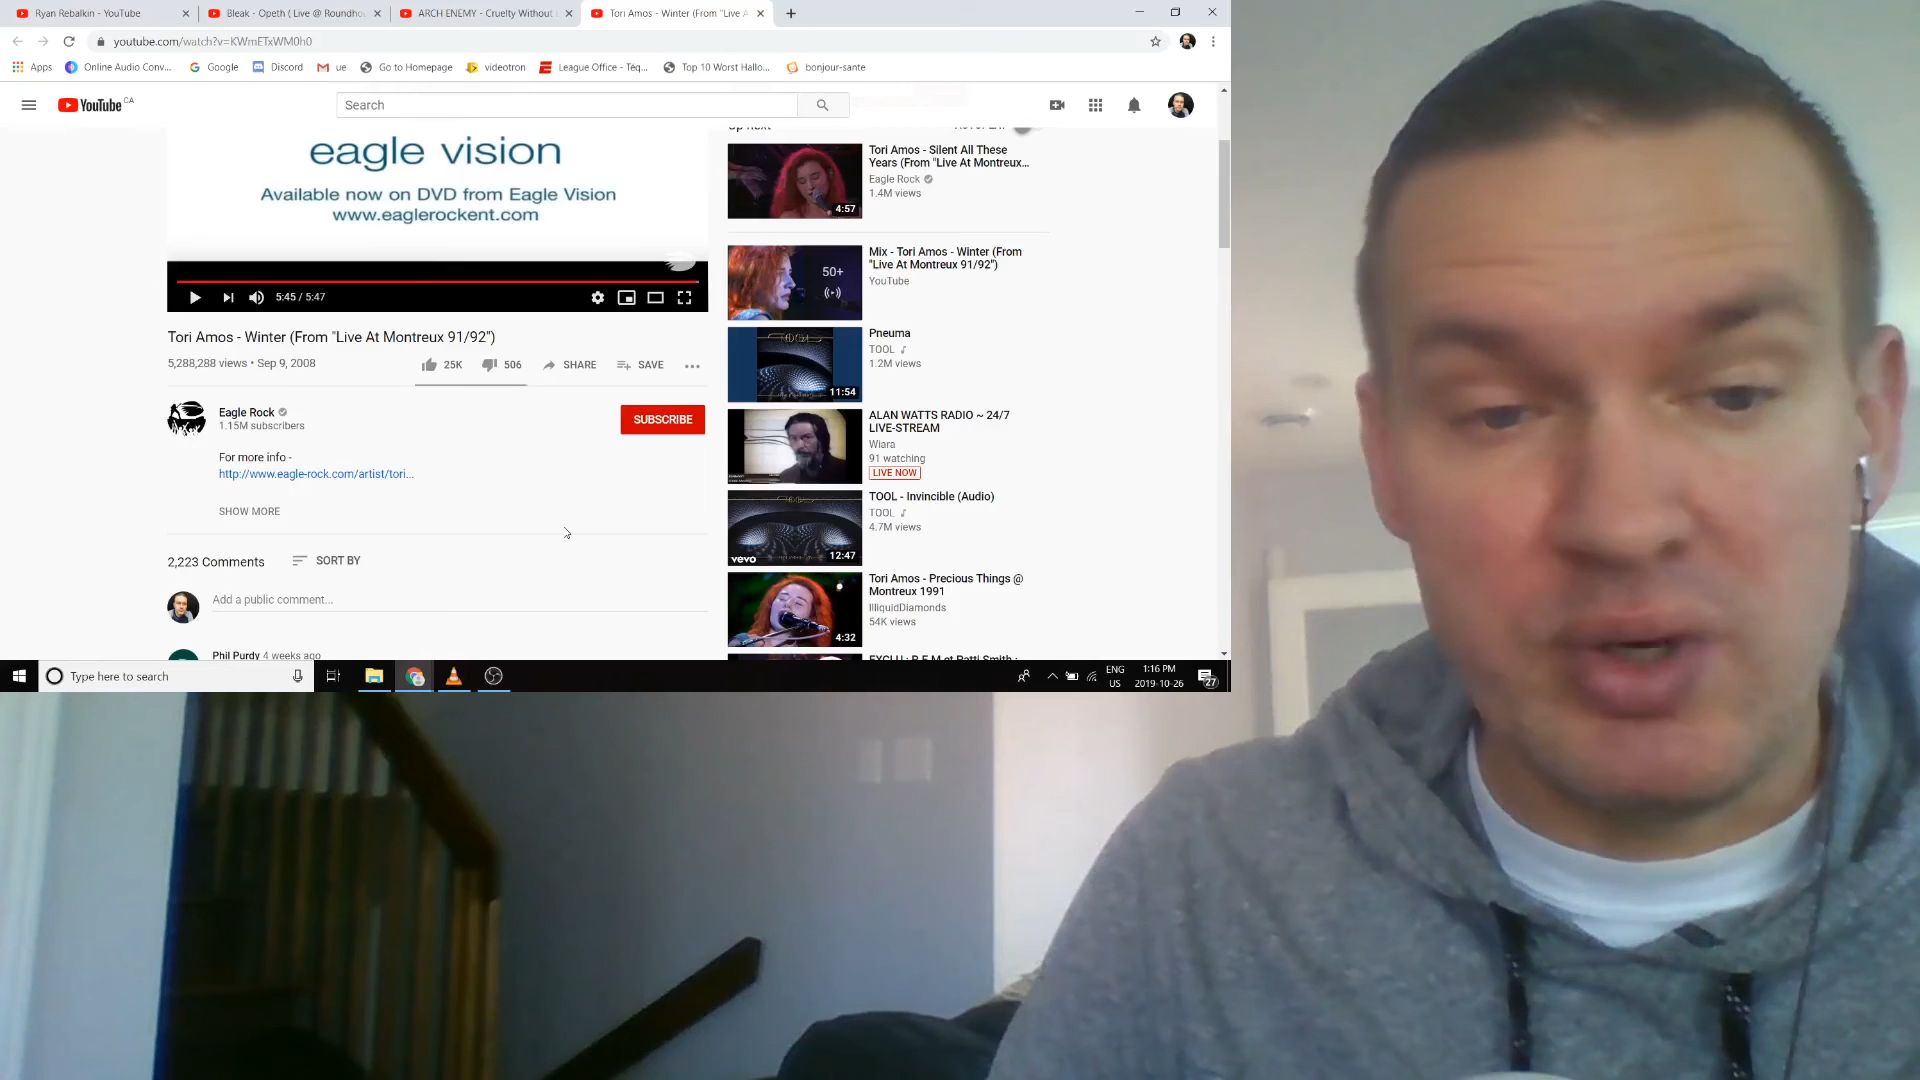 Ryan Rebalkin - YouTube
Bleak - Opeth ( Live @ Roundho
ARCH ENEMY - Cruelty Without
Tori Amos - Winter (From "Live A
youtube.com/watch?v=KWmETxWM0h0
Apps
Online Audio Conv...
Google
Discord
ue
Go to Homepage
videotron
League Office - Téq...
Top 10 Worst Hallo...
bonjour-sante
YouTube CA
Search
eagle vision
Available now on DVD from Eagle Vision
www.eaglerockent.com
5:45 / 5:47
Tori Amos - Winter (From "Live At Montreux 91/92")
5,288,288 views • Sep 9, 2008
25K
506
SHARE
SAVE
Eagle Rock
1.15M subscribers
SUBSCRIBE
For more info -
http://www.eagle-rock.com/artist/tori...
SHOW MORE
2,223 Comments
SORT BY
Add a public comment...
Phil Purdy 4 weeks ago
Up next
Tori Amos - Silent All These
Years (From "Live At Montreux...
Eagle Rock
1.4M views
4:57
Mix - Tori Amos - Winter (From
"Live At Montreux 91/92")
YouTube
50+
Pneuma
TOOL
1.2M views
11:54
ALAN WATTS RADIO ~ 24/7
LIVE-STREAM
Wiara
91 watching
LIVE NOW
TOOL - Invincible (Audio)
TOOL
4.7M views
vevo
12:47
Tori Amos - Precious Things @
Montreux 1991
IlliquidDiamonds
54K views
4:32
Type here to search
ENG
US
1:16 PM
2019-10-26
27